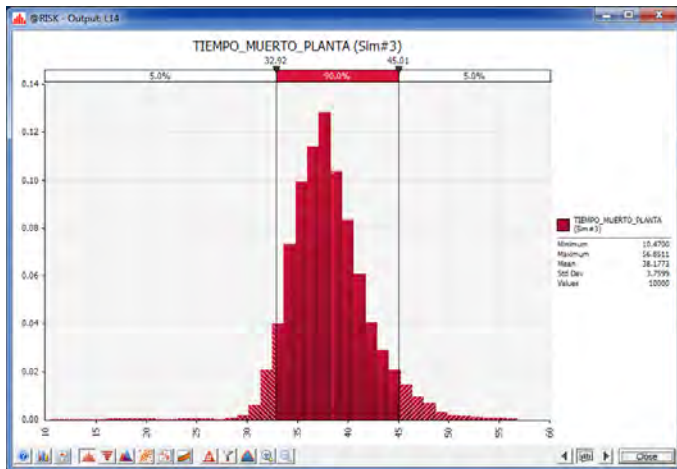 @RISK - Output: L14
TIEMPO_MUERTO_PLANTA (Sim#3)
32.92 45.01
5.0% 90.0% 5.0%
0.14
0.12
0.10
0.08
0.06
0.04
0.02
0.00
10 15 20 25 30 35 40 45 50 55 60
TIEMPO_MUERTO_PLANTA
(Sim#3)
Minimum 10.4700
Maximum 56.8511
Mean 38.1773
Std Dev 3.7595
Values 10000
Close